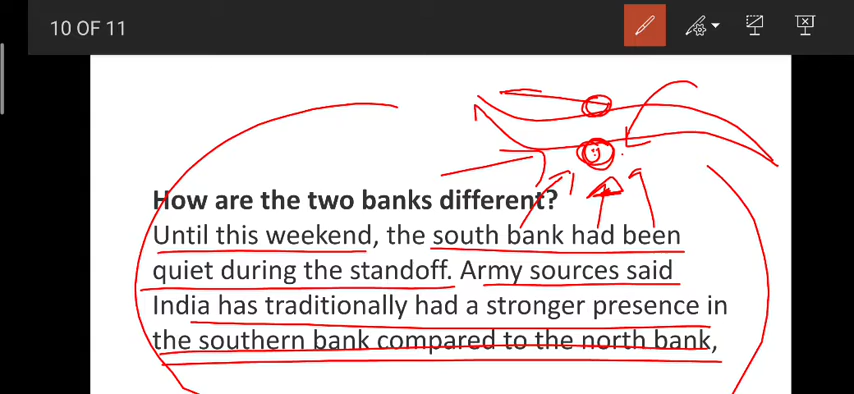 10 OF 11
How are the two banks different?
Until this weekend, the south bank had been
quiet during the standoff. Army sources said
India has traditionally had a stronger presence in
the southern bank compared to the north bank,